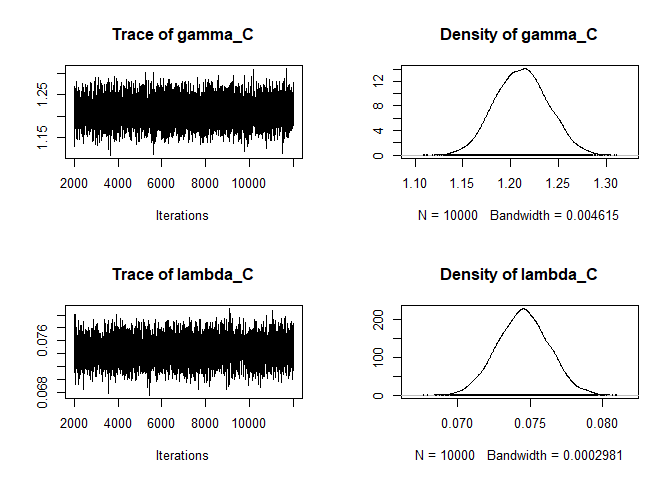 Trace of gamma_C
1.15 1.25
2000 4000 6000 8000 10000
Iterations
Density of gamma_C
0 4 8 12
1.10 1.15 1.20 1.25 1.30
N = 10000 Bandwidth = 0.004615
Trace of lambda_C
0.068 0.076
2000 4000 6000 8000 10000
Iterations
Density of lambda_C
0 100 200
0.070 0.075 0.080
N = 10000 Bandwidth = 0.0002981